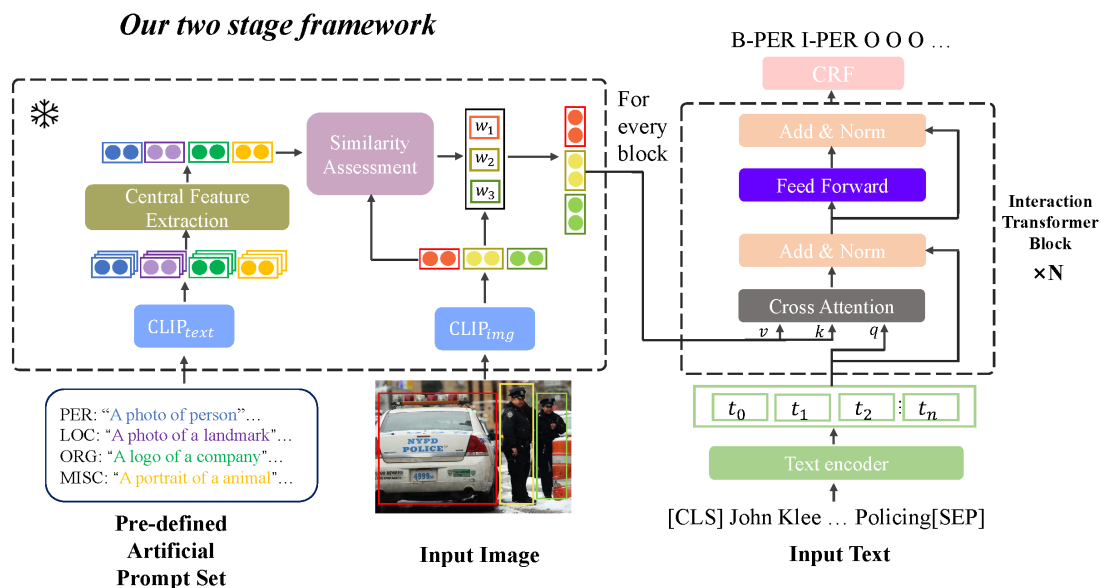 Our two stage framework
B-PER I-PER O O O …
CRF
For
every
block
Add & Norm
Feed Forward
Add & Norm
Cross Attention
v k q
Interaction
Transformer
Block
×N
w1
w2
w3
Similarity
Assessment
Central Feature
Extraction
CLIPtext
CLIPimg
PER: “A photo of person”…
LOC: “A photo of a landmark”…
ORG: “A logo of a company”…
MISC: “A portrait of a animal”…
Pre-defined
Artificial
Prompt Set
NYPD
POLICE
Input Image
t0 t1 t2 ⋮ tn
Text encoder
[CLS] John Klee … Policing[SEP]
Input Text